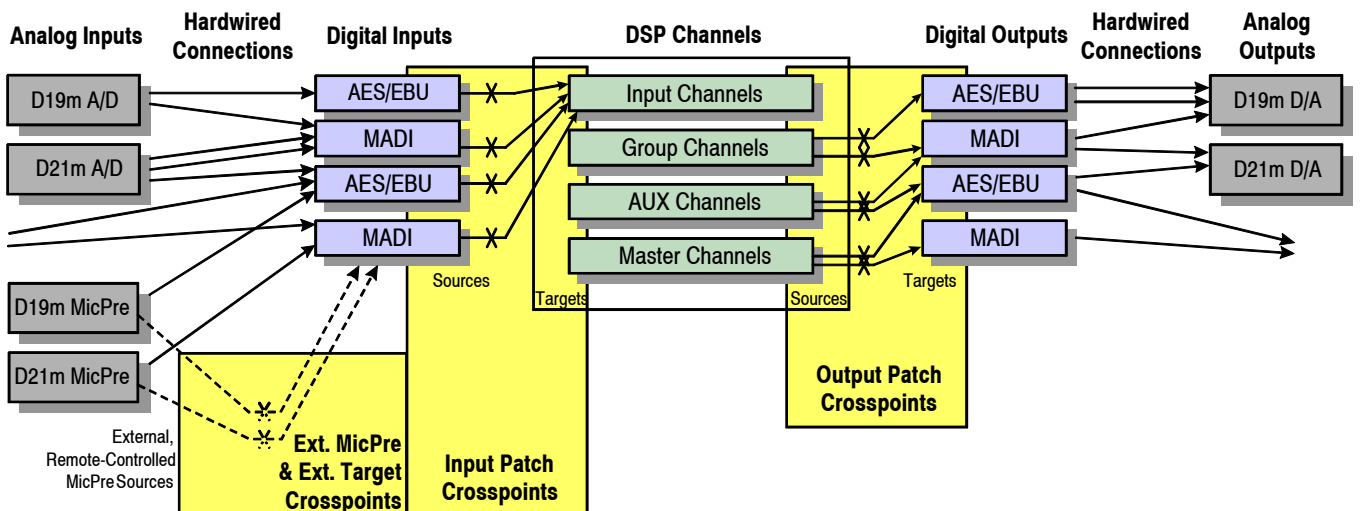 Analog Inputs
Hardwired
Connections
Digital Inputs
DSP Channels
Digital Outputs
Hardwired
Connections
Analog
Outputs
D19m A/D
D21m A/D
D19m MicPre
D21m MicPre
External,
Remote-Controlled
MicPre Sources
AES/EBU
MADI
AES/EBU
MADI
Sources
Targets
Ext. MicPre
& Ext. Target
Crosspoints
Input Patch
Crosspoints
Input Channels
Group Channels
AUX Channels
Master Channels
Sources
Targets
Output Patch
Crosspoints
AES/EBU
MADI
AES/EBU
MADI
D19m D/A
D21m D/A